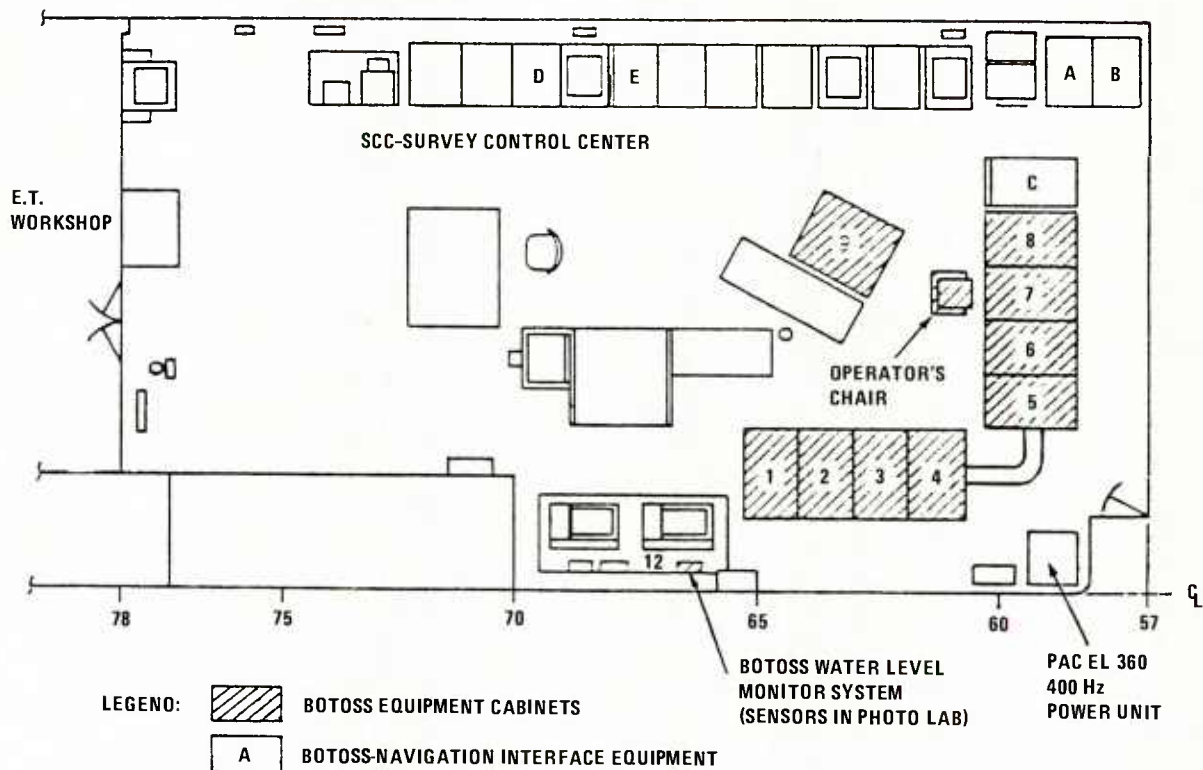 D
E
A
B
SCC-SURVEY CONTROL CENTER
C
E.T.
WORKSHOP
8
7
6
OPERATOR'S
CHAIR
5
1
2
3
4
12
78
75
70
65
60
57
℄
BOTOSS WATER LEVEL
MONITOR SYSTEM
(SENSORS IN PHOTO LAB)
PAC EL 360
400 Hz
POWER UNIT
LEGENO:
BOTOSS EQUIPMENT CABINETS
A
BOTOSS-NAVIGATION INTERFACE EQUIPMENT